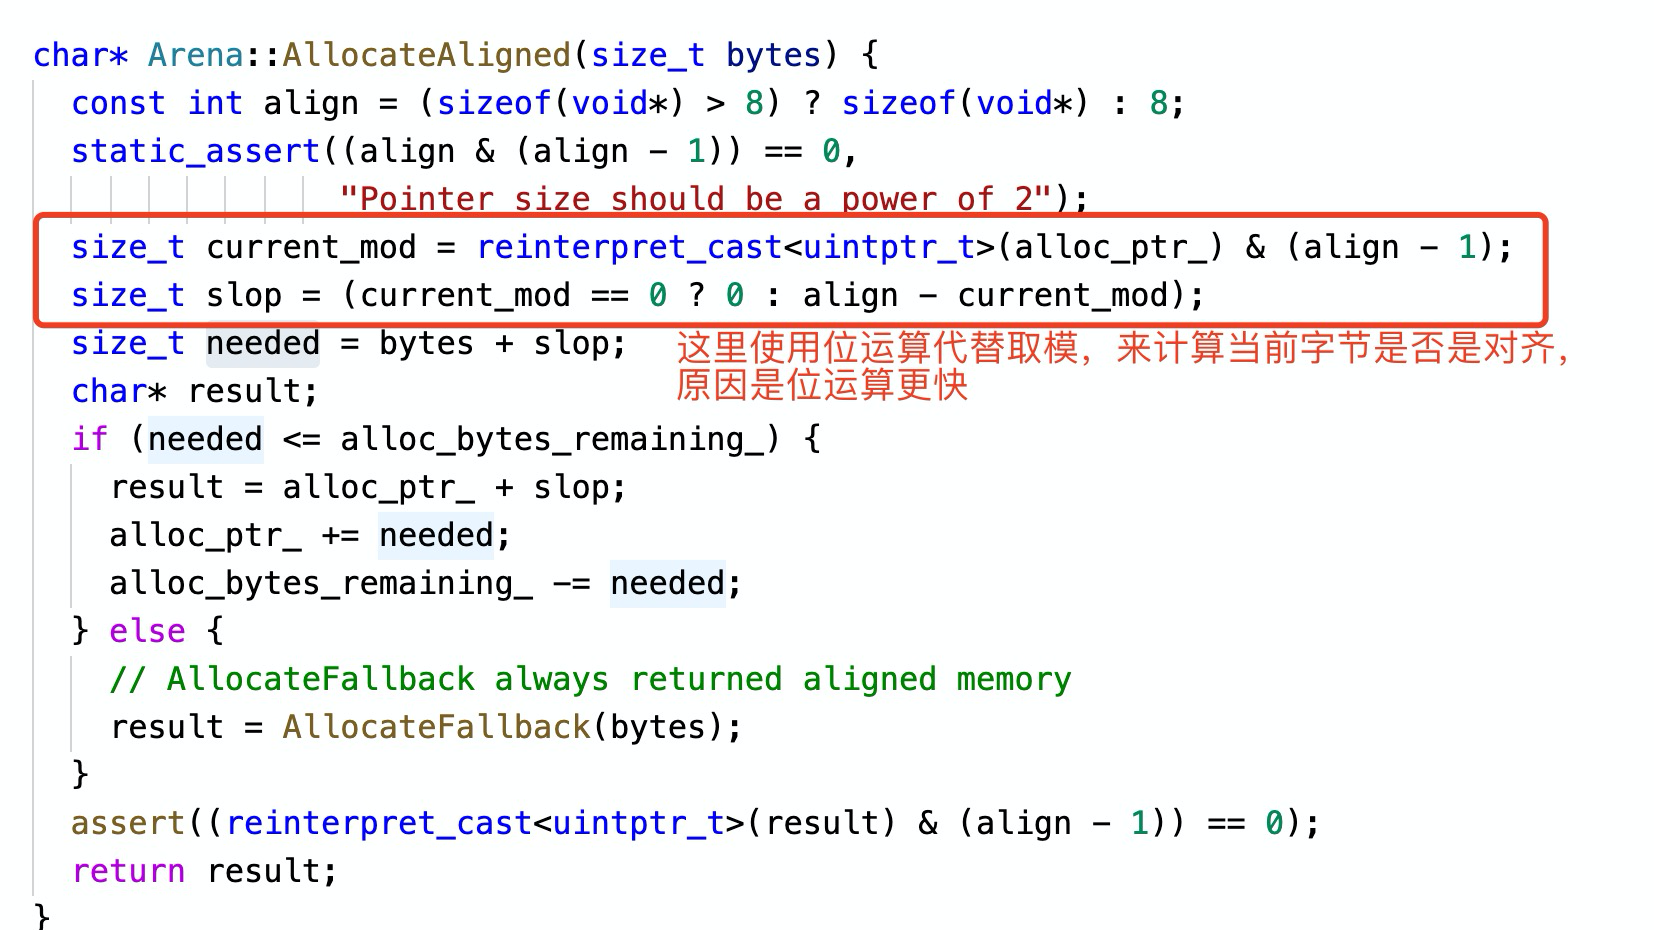 char* Arena::AllocateAligned(size_t bytes) {
  const int align = (sizeof(void*) > 8) ? sizeof(void*) : 8;
  static_assert((align & (align - 1)) == 0,
                "Pointer size should be a power of 2");
  size_t current_mod = reinterpret_cast<uintptr_t>(alloc_ptr_) & (align - 1);
  size_t slop = (current_mod == 0 ? 0 : align - current_mod);
  size_t needed = bytes + slop;
这里使用位运算代替取模，来计算当前字节是否是对齐，
原因是位运算更快
  char* result;
  if (needed <= alloc_bytes_remaining_) {
    result = alloc_ptr_ + slop;
    alloc_ptr_ += needed;
    alloc_bytes_remaining_ -= needed;
  } else {
    // AllocateFallback always returned aligned memory
    result = AllocateFallback(bytes);
  }
  assert((reinterpret_cast<uintptr_t>(result) & (align - 1)) == 0);
  return result;
}